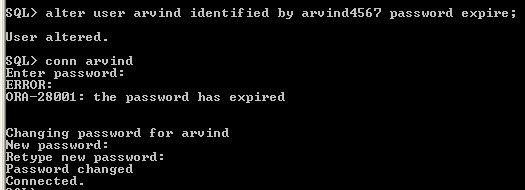 SQL> alter user arvind identified by arvind4567 password expire;
User altered.
SQL> conn arvind
Enter password:
ERROR:
ORA-28001: the password has expired
Changing password for arvind
New password:
Retype new password:
Password changed
Connected.
SQL>